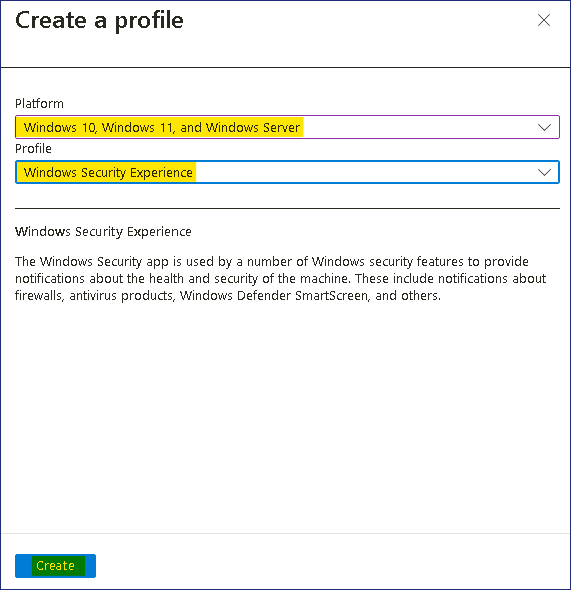 Create a profile
Platform
Windows 10, Windows 11, and Windows Server
Profile
Windows Security Experience
Windows Security Experience
The Windows Security app is used by a number of Windows security features to provide
notifications about the health and security of the machine. These include notifications about
firewalls, antivirus products, Windows Defender SmartScreen, and others.
Create